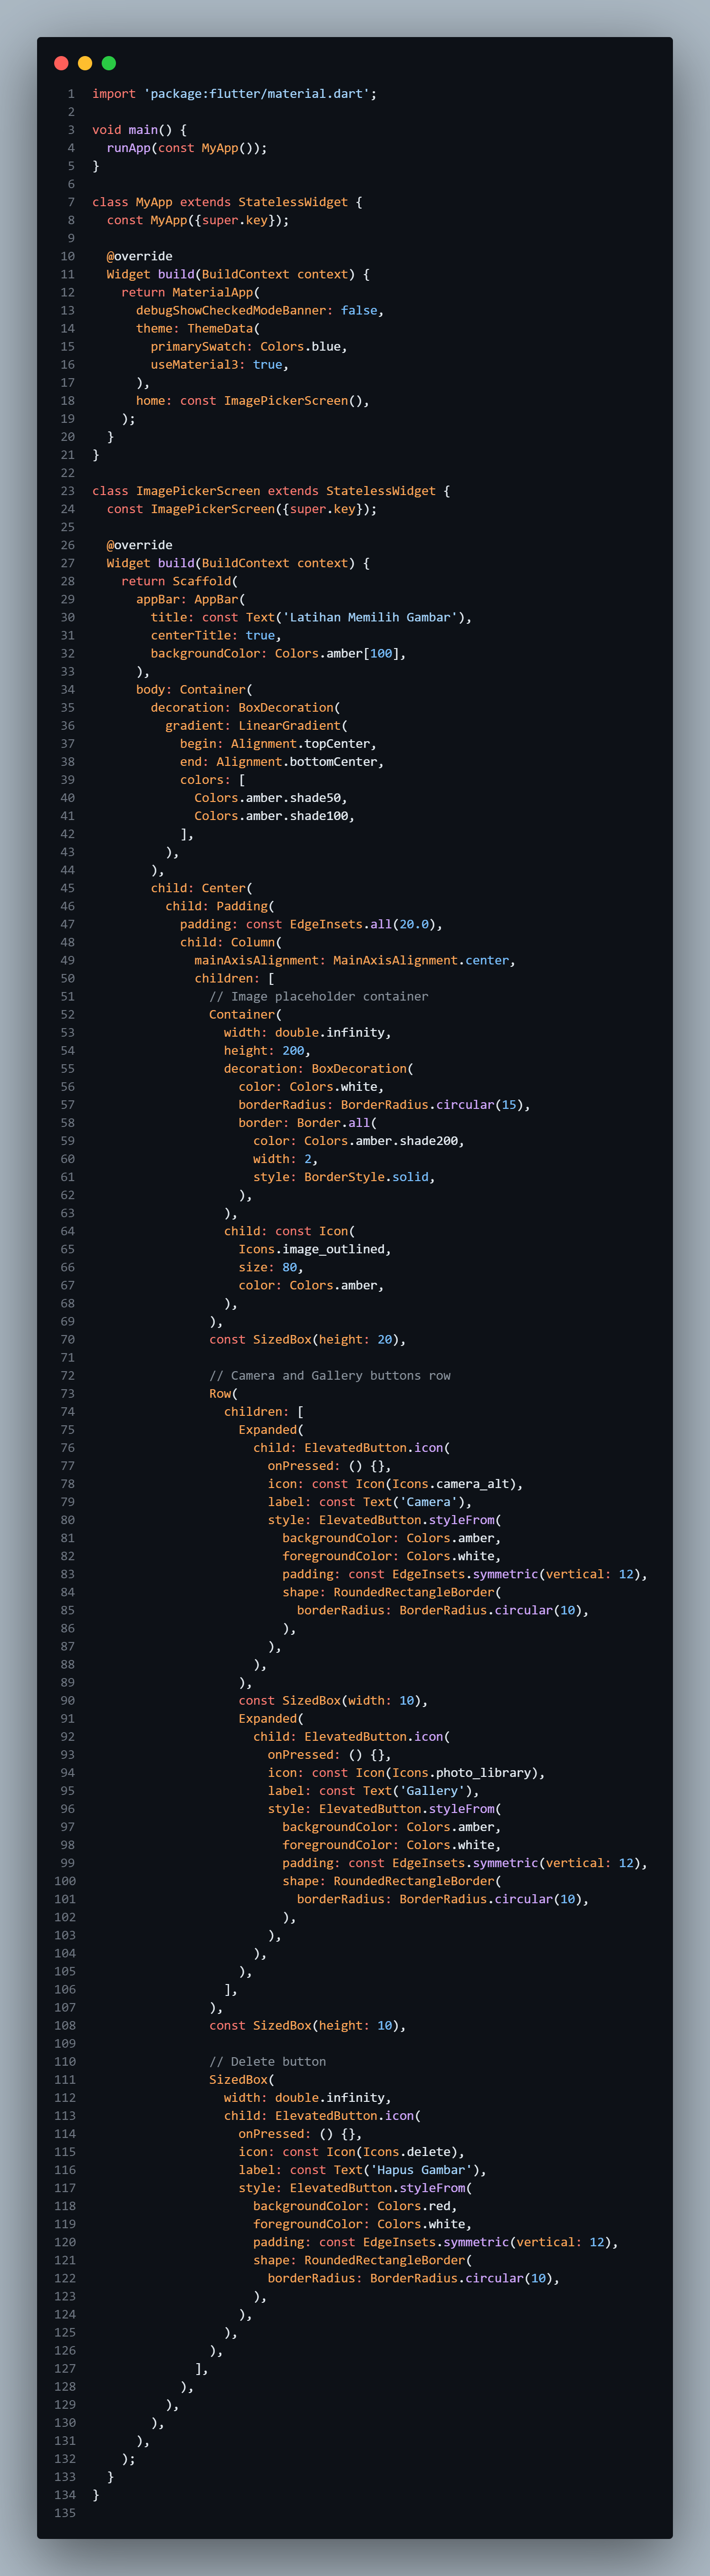 1 import 'package:flutter/material.dart';
2
3 void main() {
4   runApp(const MyApp());
5 }
6
7 class MyApp extends StatelessWidget {
8   const MyApp({super.key});
9
10   @override
11   Widget build(BuildContext context) {
12     return MaterialApp(
13       debugShowCheckedModeBanner: false,
14       theme: ThemeData(
15         primarySwatch: Colors.blue,
16         useMaterial3: true,
17       ),
18       home: const ImagePickerScreen(),
19     );
20   }
21 }
22
23 class ImagePickerScreen extends StatelessWidget {
24   const ImagePickerScreen({super.key});
25
26   @override
27   Widget build(BuildContext context) {
28     return Scaffold(
29       appBar: AppBar(
30         title: const Text('Latihan Memilih Gambar'),
31         centerTitle: true,
32         backgroundColor: Colors.amber[100],
33       ),
34       body: Container(
35         decoration: BoxDecoration(
36           gradient: LinearGradient(
37             begin: Alignment.topCenter,
38             end: Alignment.bottomCenter,
39             colors: [
40               Colors.amber.shade50,
41               Colors.amber.shade100,
42             ],
43           ),
44         ),
45         child: Center(
46           child: Padding(
47             padding: const EdgeInsets.all(20.0),
48             child: Column(
49               mainAxisAlignment: MainAxisAlignment.center,
50               children: [
51                 // Image placeholder container
52                 Container(
53                   width: double.infinity,
54                   height: 200,
55                   decoration: BoxDecoration(
56                     color: Colors.white,
57                     borderRadius: BorderRadius.circular(15),
58                     border: Border.all(
59                       color: Colors.amber.shade200,
60                       width: 2,
61                       style: BorderStyle.solid,
62                     ),
63                   ),
64                   child: const Icon(
65                     Icons.image_outlined,
66                     size: 80,
67                     color: Colors.amber,
68                   ),
69                 ),
70                 const SizedBox(height: 20),
71
72                 // Camera and Gallery buttons row
73                 Row(
74                   children: [
75                     Expanded(
76                       child: ElevatedButton.icon(
77                         onPressed: () {},
78                         icon: const Icon(Icons.camera_alt),
79                         label: const Text('Camera'),
80                         style: ElevatedButton.styleFrom(
81                           backgroundColor: Colors.amber,
82                           foregroundColor: Colors.white,
83                           padding: const EdgeInsets.symmetric(vertical: 12),
84                           shape: RoundedRectangleBorder(
85                             borderRadius: BorderRadius.circular(10),
86                           ),
87                         ),
88                       ),
89                     ),
90                     const SizedBox(width: 10),
91                     Expanded(
92                       child: ElevatedButton.icon(
93                         onPressed: () {},
94                         icon: const Icon(Icons.photo_library),
95                         label: const Text('Gallery'),
96                         style: ElevatedButton.styleFrom(
97                           backgroundColor: Colors.amber,
98                           foregroundColor: Colors.white,
99                           padding: const EdgeInsets.symmetric(vertical: 12),
100                           shape: RoundedRectangleBorder(
101                             borderRadius: BorderRadius.circular(10),
102                           ),
103                         ),
104                       ),
105                     ),
106                   ],
107                 ),
108                 const SizedBox(height: 10),
109
110                 // Delete button
111                 SizedBox(
112                   width: double.infinity,
113                   child: ElevatedButton.icon(
114                     onPressed: () {},
115                     icon: const Icon(Icons.delete),
116                     label: const Text('Hapus Gambar'),
117                     style: ElevatedButton.styleFrom(
118                       backgroundColor: Colors.red,
119                       foregroundColor: Colors.white,
120                       padding: const EdgeInsets.symmetric(vertical: 12),
121                       shape: RoundedRectangleBorder(
122                         borderRadius: BorderRadius.circular(10),
123                       ),
124                     ),
125                   ),
126                 ),
127               ],
128             ),
129           ),
130         ),
131       ),
132     );
133   }
134 }
135